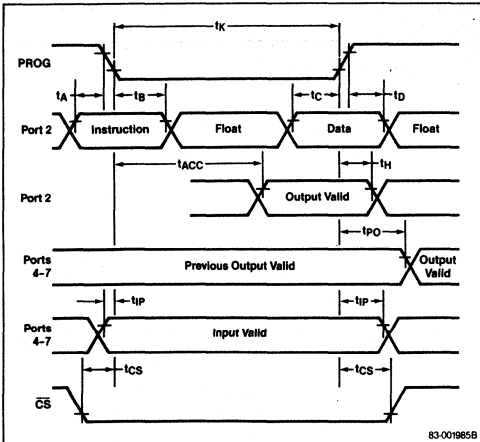 tK
PROG
tA tB tC tD
Port 2 Instruction Float Data Float
tACC tH
Port 2 Output Valid
tPO
Ports 4-7 Previous Output Valid Output Valid
tIP tIP
Ports 4-7 Input Valid
tCS tCS
CS
83-001985B